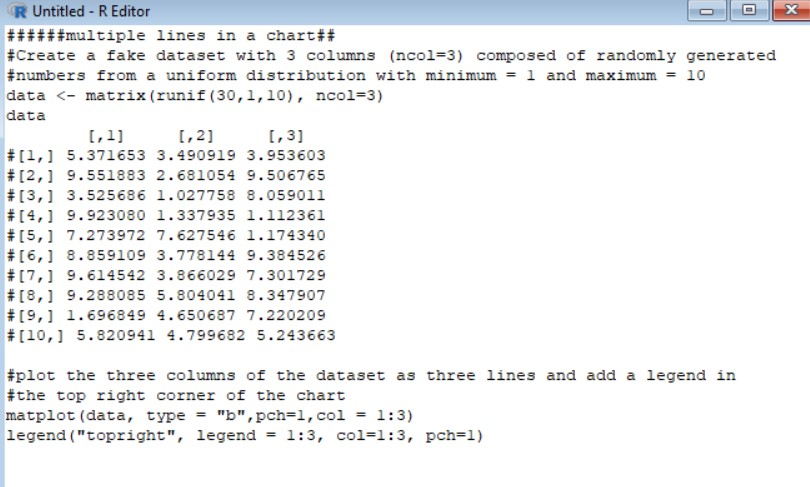 Untitled - R Editor
######multiple lines in a chart##
#Create a fake dataset with 3 columns (ncol=3) composed of randomly generated
#numbers from a uniform distribution with minimum = 1 and maximum = 10
data <- matrix(runif(30,1,10), ncol=3)
data
[,1] [,2] [,3]
#[1,] 5.371653 3.490919 3.953603
#[2,] 9.551883 2.681054 9.506765
#[3,] 3.525686 1.027758 8.059011
#[4,] 9.923080 1.337935 1.112361
#[5,] 7.273972 7.627546 1.174340
#[6,] 8.859109 3.778144 9.384526
#[7,] 9.614542 3.866029 7.301729
#[8,] 9.288085 5.804041 8.347907
#[9,] 1.696849 4.650687 7.220209
#[10,] 5.820941 4.799682 5.243663
#plot the three columns of the dataset as three lines and add a legend in
#the top right corner of the chart
matplot(data, type = "b",pch=1,col = 1:3)
legend("topright", legend = 1:3, col=1:3, pch=1)